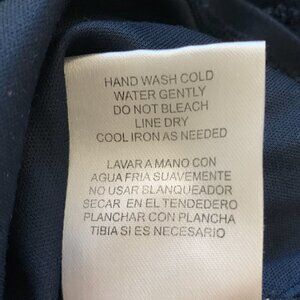 HAND WASH COLD
WATER GENTLY
DO NOT BLEACH
LINE DRY
COOL IRON AS NEEDED
LAVAR A MANO CON
AGUA FRIA SUAVEMENTE
NO USAR BLANQUEADOR
SECAR EN EL TENDEDERO
PLANCHAR CON PLANCHA
TIBIA SI ES NECESARIO